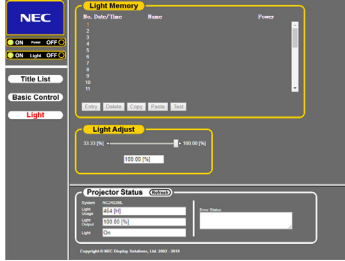 NEC
ON Power OFF
ON Light OFF
Title List
Basic Control
Light
Light Memory
No. Date/Time Name Power
1
2
3
4
5
6
7
8
9
10
11
Entry Delete Copy Paste Test
Light Adjust
33.33 [%] 100.00 [%]
100.00 [%]
Projector Status (Refresh)
System
Light Usage 464 [H]
Light Output 100.00 [%]
Light On
Error Status
Copyright © NEC Display Solutions, Ltd. 2002 - 2019